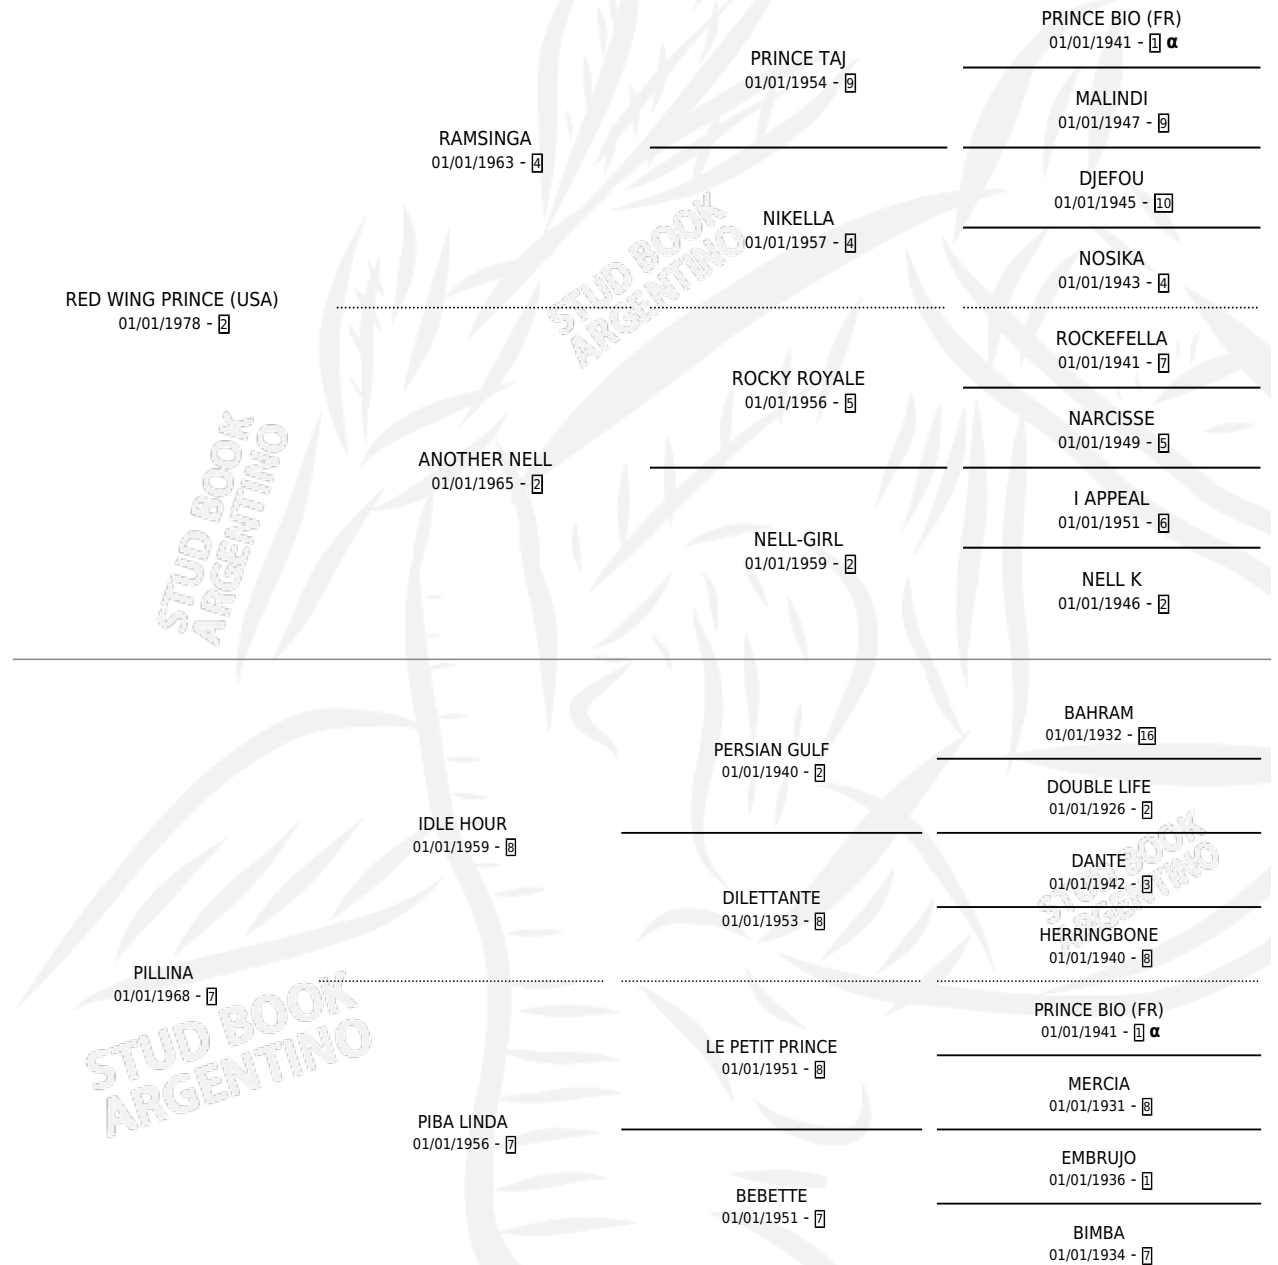 PRINCE BIO (FR)
01/01/1941 - 1 α
PRINCE TAJ
01/01/1954 - 9
MALINDI
01/01/1947 - 9
RAMSINGA
01/01/1963 - 4
DJEFOU
01/01/1945 - 10
NIKELLA
01/01/1957 - 4
NOSIKA
01/01/1943 - 4
RED WING PRINCE (USA)
01/01/1978 - 2
ROCKEFELLA
01/01/1941 - 7
ROCKY ROYALE
01/01/1956 - 5
NARCISSE
01/01/1949 - 5
ANOTHER NELL
01/01/1965 - 2
I APPEAL
01/01/1951 - 6
NELL-GIRL
01/01/1959 - 2
NELL K
01/01/1946 - 2
BAHRAM
01/01/1932 - 16
PERSIAN GULF
01/01/1940 - 2
DOUBLE LIFE
01/01/1926 - 2
IDLE HOUR
01/01/1959 - 8
DANTE
01/01/1942 - 3
DILETTANTE
01/01/1953 - 8
HERRINGBONE
01/01/1940 - 8
PILLINA
01/01/1968 - 7
PRINCE BIO (FR)
01/01/1941 - 1 α
LE PETIT PRINCE
01/01/1951 - 8
MERCIA
01/01/1931 - 8
PIBA LINDA
01/01/1956 - 7
EMBRUJO
01/01/1936 - 1
BEBETTE
01/01/1951 - 7
BIMBA
01/01/1934 - 7
STUD BOOK
ARGENTINO
STUD BOOK
ARGENTINO
STUD BOOK
ARGENTINO
STUD BOOK
ARGENTINO